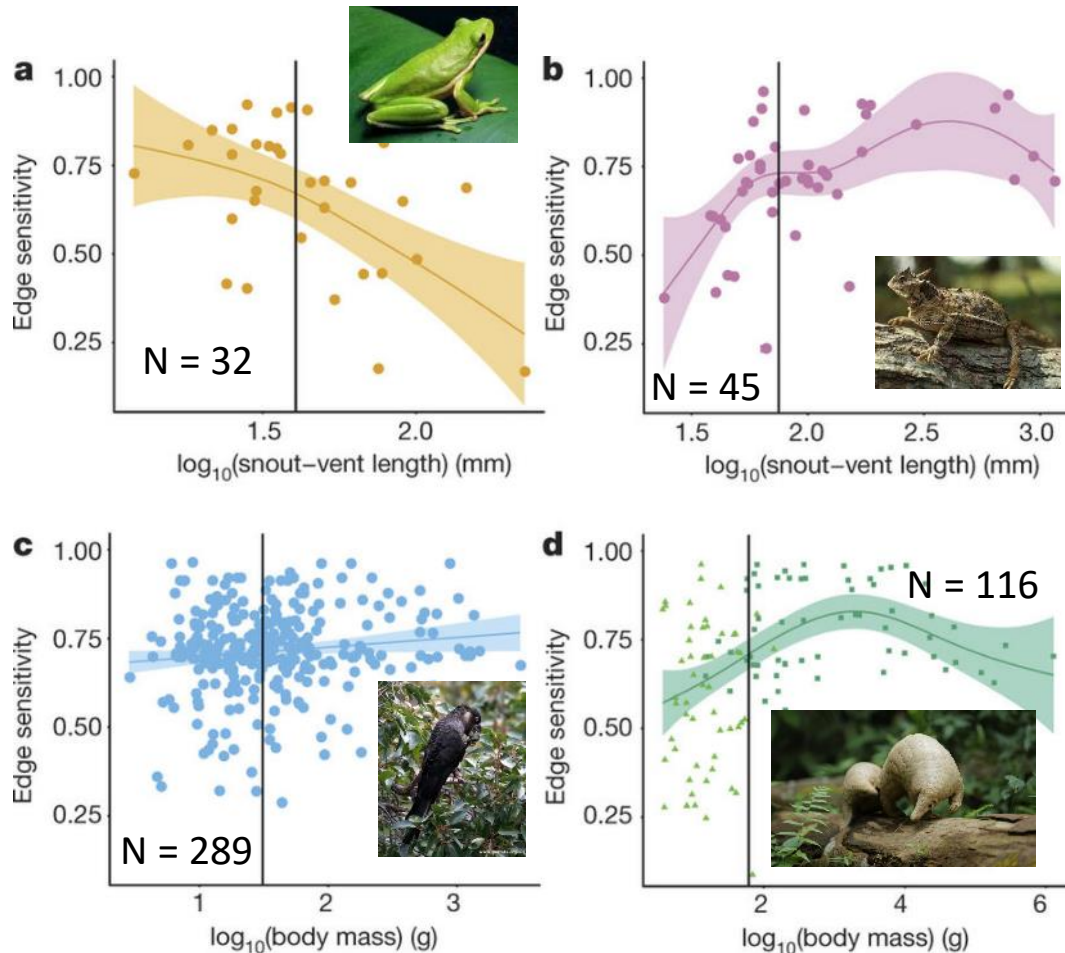 a
1.00
0.75
0.50
0.25
Edge sensitivity
N = 32
1.5 2.0
log10(snout–vent length) (mm)
b
1.00
0.75
0.50
0.25
Edge sensitivity
N = 45
1.5 2.0 2.5 3.0
log10(snout–vent length) (mm)
c
1.00
0.75
0.50
0.25
Edge sensitivity
N = 289
1 2 3
log10(body mass) (g)
d
1.00
0.75
0.50
0.25
Edge sensitivity
N = 116
2 4 6
log10(body mass) (g)